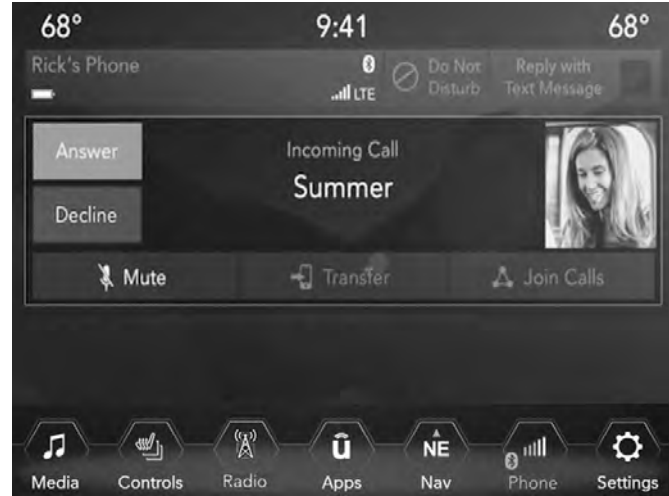 68° 9:41 68°
Rick's Phone
LTE
Do Not
Disturb
Reply with
Text Message
Answer
Incoming Call
Summer
Decline
Mute Transfer Join Calls
û NE
Media Controls Radio Apps Nav Phone Settings